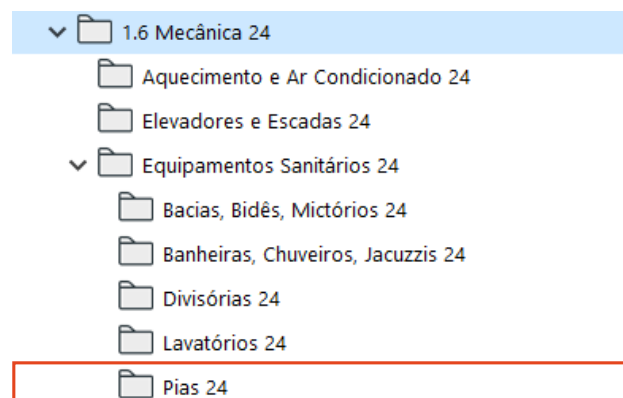 1.6 Mecânica 24
Aquecimento e Ar Condicionado 24
Elevadores e Escadas 24
Equipamentos Sanitários 24
Bacias, Bidês, Mictórios 24
Banheiras, Chuveiros, Jacuzzis 24
Divisórias 24
Lavatórios 24
Pias 24